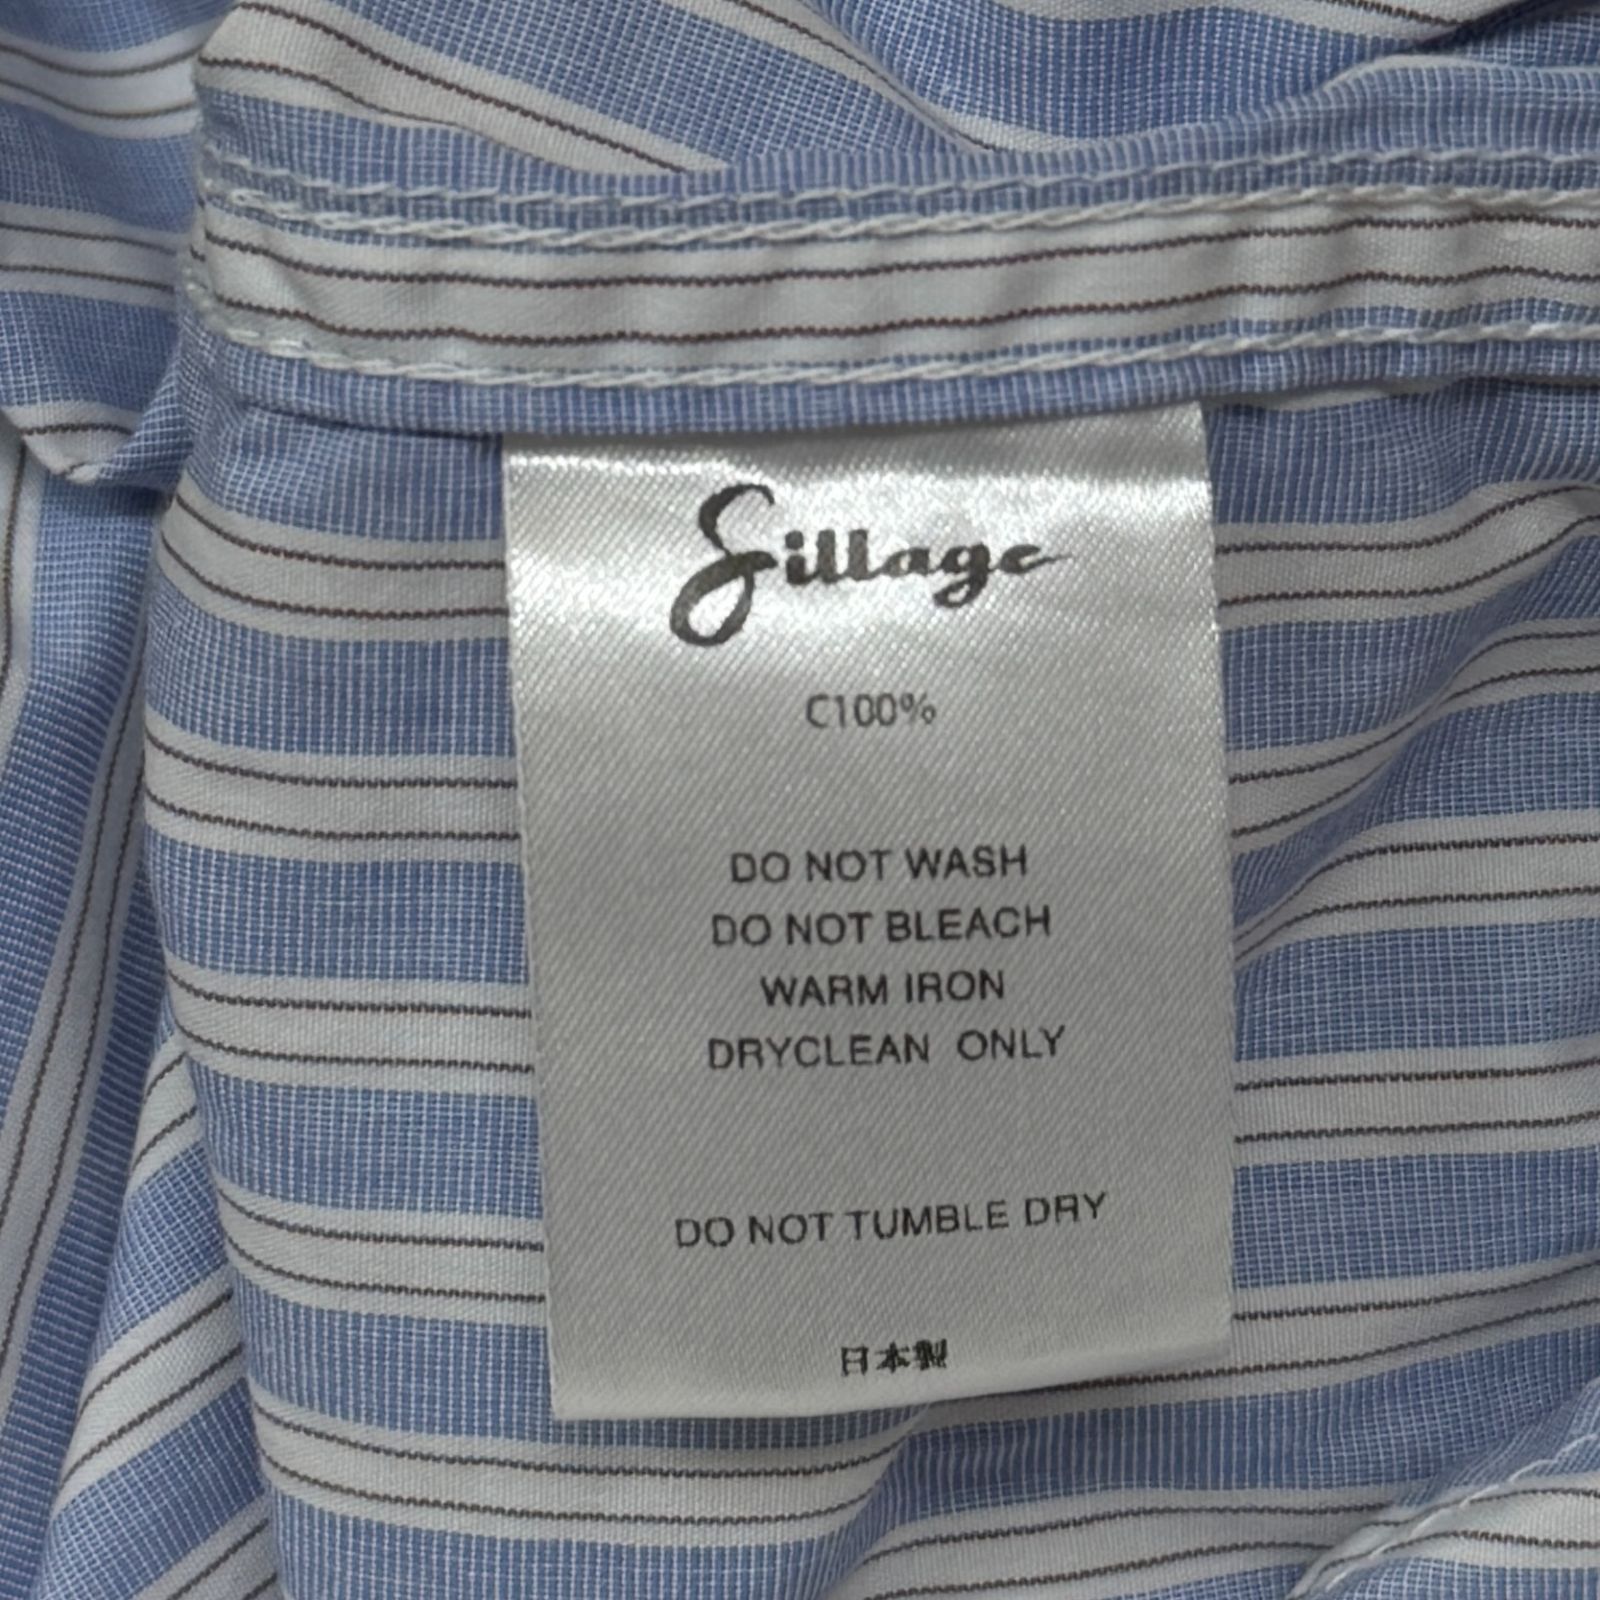 Sillage
C100%
DO NOT WASH
DO NOT BLEACH
WARM IRON
DRYCLEAN ONLY
DO NOT TUMBLE DRY
日本製